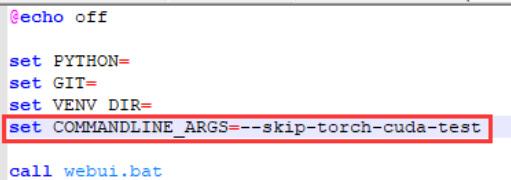 @echo off
set PYTHON=
set GIT=
set VENV_DIR=
set COMMANDLINE_ARGS=--skip-torch-cuda-test
call webui.bat